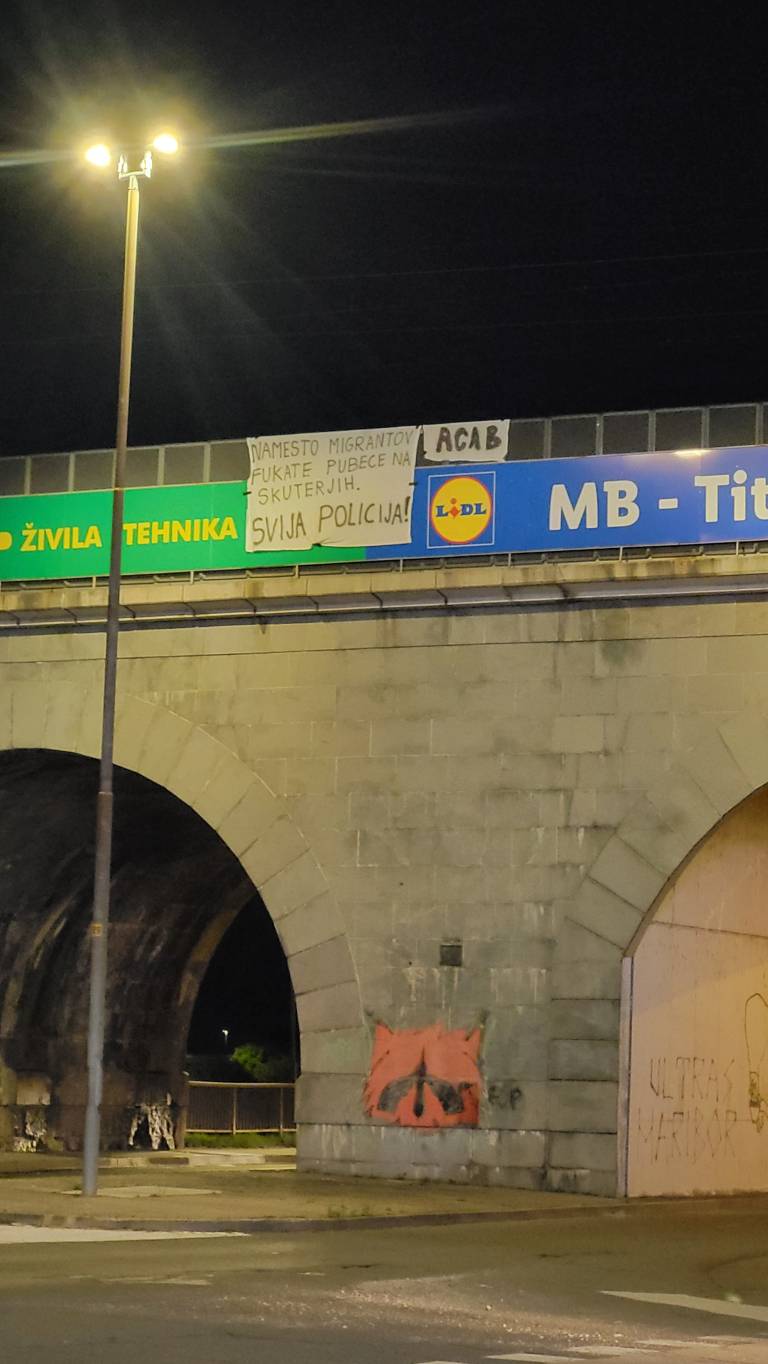 NAMESTO MIGRANTOV
FUKATE PUBECE NA
SKUTERJIH.
SVIJA POLICIJA!
ACAB
ŽIVILA TEHNIKA
LIDL
MB - Tit
ULTRAS
MARIBOR